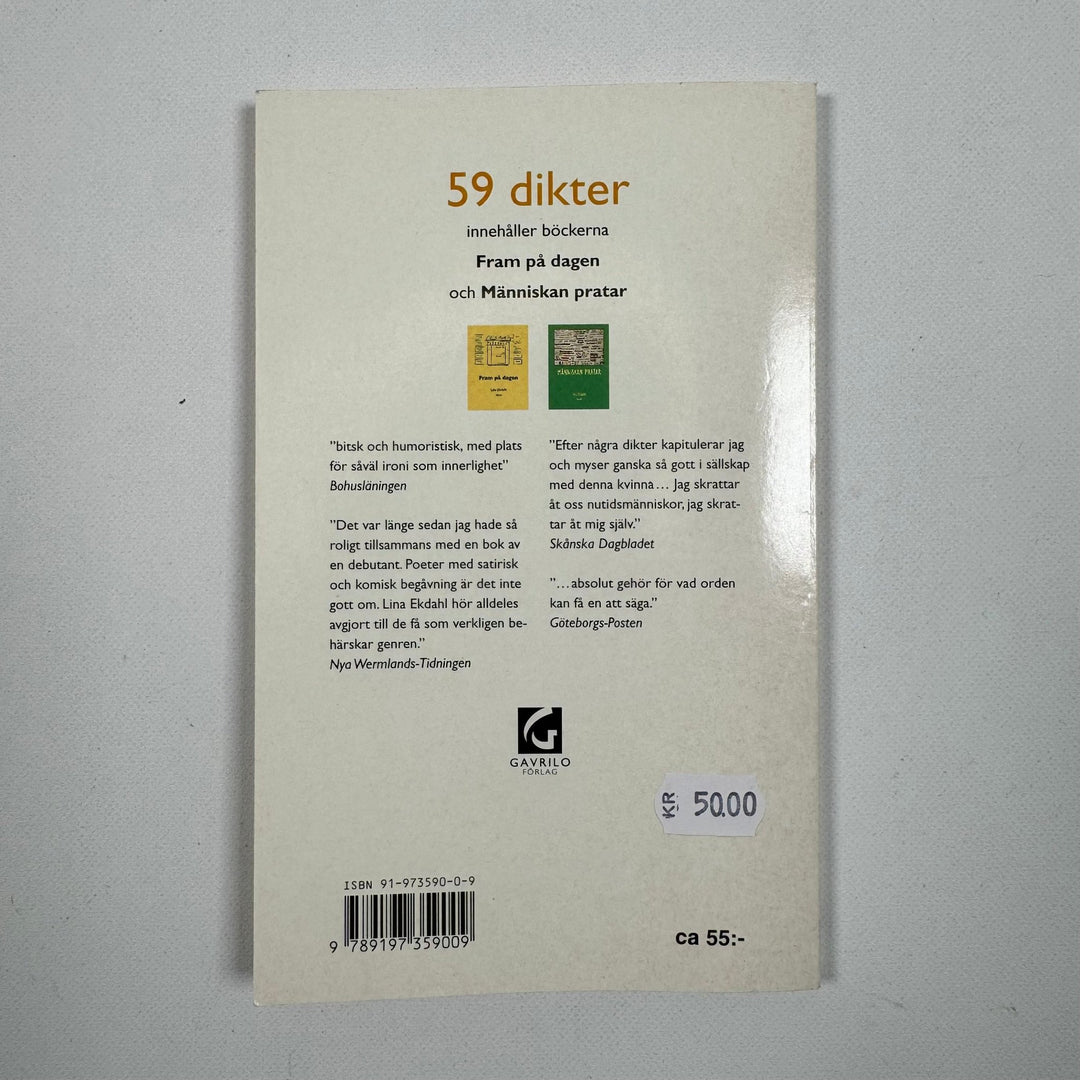 59 dikter
innehåller böckerna
Fram på dagen
och Människan pratar
Fram på dagen
MÄNNISKAN PRATAR
”bitsk och humoristisk, med plats
för såväl ironi som innerlighet”
Bohusläningen
”Det var länge sedan jag hade så
roligt tillsammans med en bok av
en debutant. Poeter med satirisk
och komisk begåvning är det inte
gott om. Lina Ekdahl hör alldeles
avgjort till de få som verkligen be-
härskar genren.”
Nya Wermlands-Tidningen
”Efter några dikter kapitulerar jag
och myser ganska så gott i sällskap
med denna kvinna… Jag skrattar
åt oss nutidsmänniskor, jag skrat-
tar åt mig själv.”
Skånska Dagbladet
”…absolut gehör för vad orden
kan få en att säga.”
Göteborgs-Posten
GAVRILO
FÖRLAG
KR 50.00
ISBN 91-973590-0-9
9 789197 359009
ca 55:-